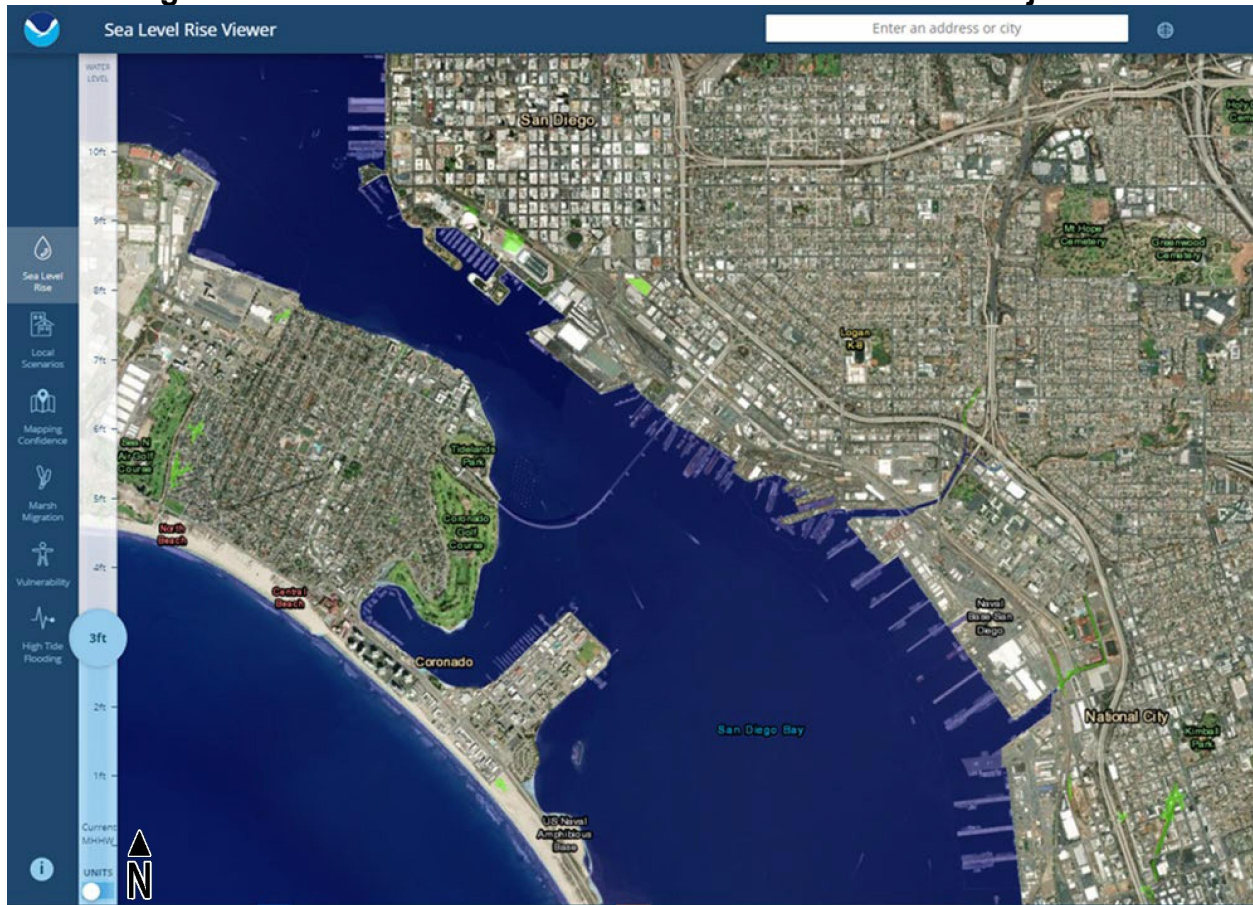 Sea Level Rise Viewer
Enter an address or city
WATER
LEVEL
10ft
9ft
8ft
7ft
6ft
5ft
4ft
3ft
2ft
1ft
Current
MHHW
UNITS
N
Sea Level
Rise
Local
Scenarios
Mapping
Confidence
Marsh
Migration
Vulnerability
High Tide
Flooding
i
San Diego
Mt Hope
Cemetery
Greenwood
Cemetery
Logan
K-8
Tidelands
Park
Coronado
Golf
Course
Sea N
Air Golf
Course
North
Beach
Central
Beach
Coronado
Naval
Base San
Diego
San Diego Bay
National City
Kimball
Park
US Naval
Amphibious
Base